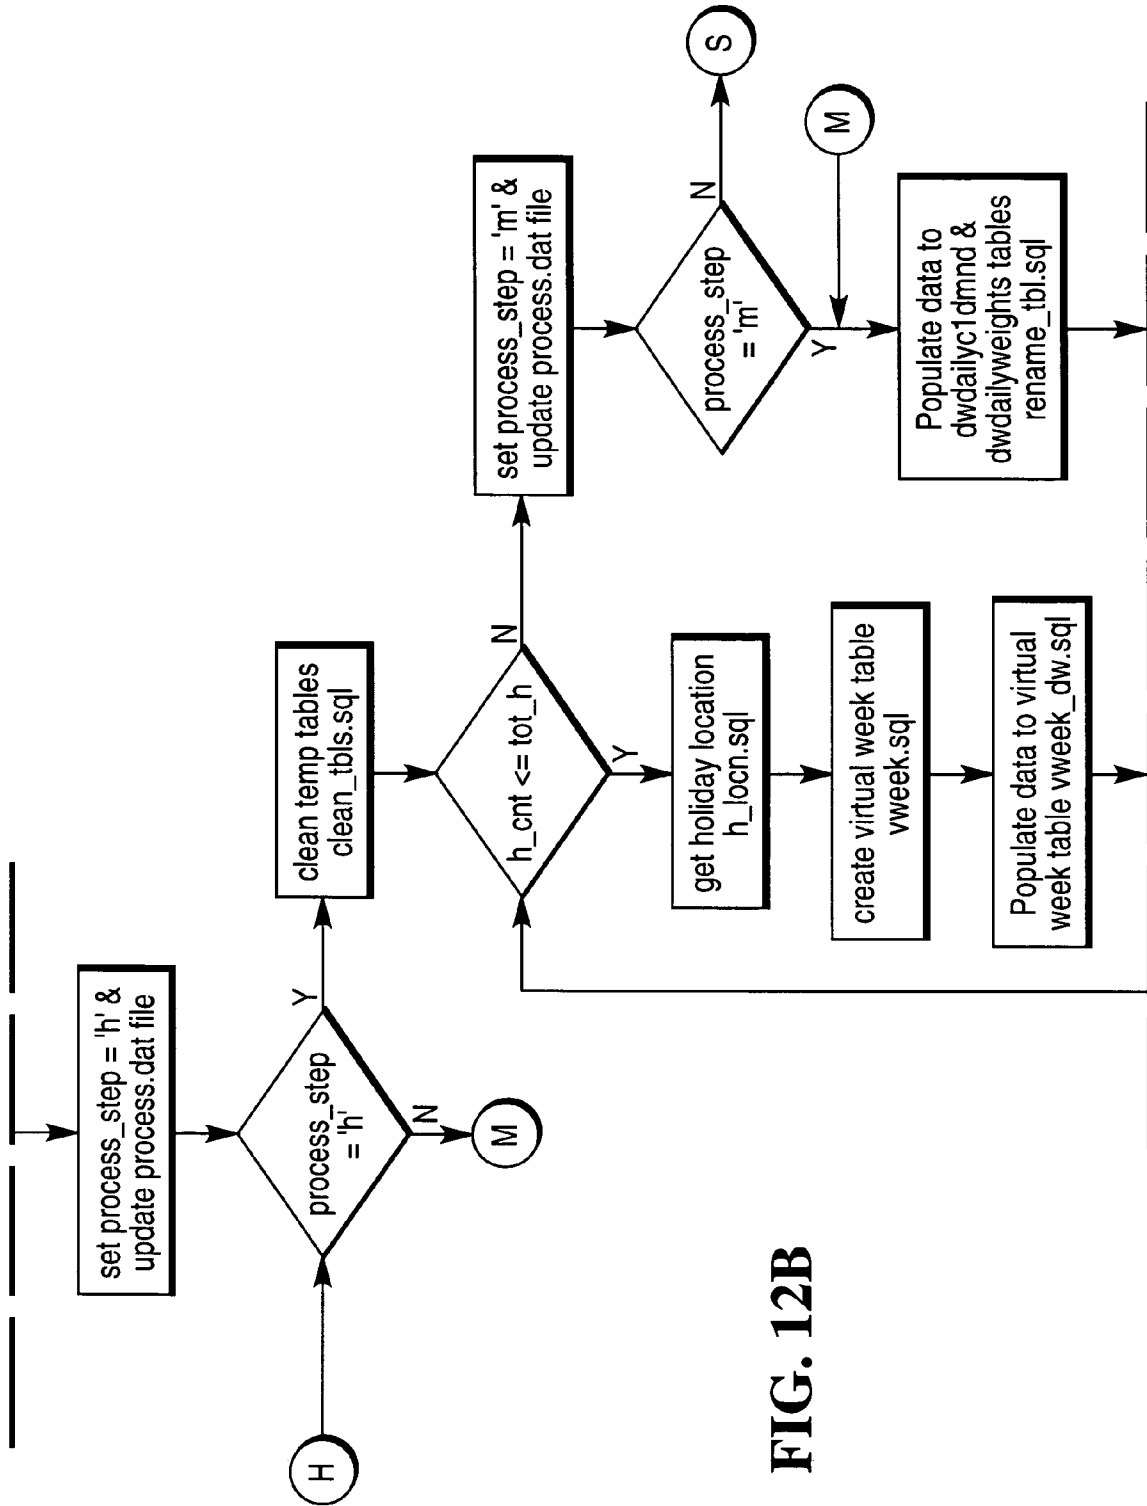 set process_step = 'h' &
update process.dat file
H
process_step
= 'h'
Y
N
M
clean temp tables
clean_tbls.sql
h_cnt <= tot_h
N
Y
get holiday location
h_locn.sql
create virtual week table
vweek.sql
Populate data to virtual
week table vweek_dw.sql
set process_step = 'm' &
update process.dat file
process_step
= 'm'
N
S
Y
M
Populate data to
dwdailyc1dmnd &
dwdailyweights tables
rename_tbl.sql
FIG. 12B